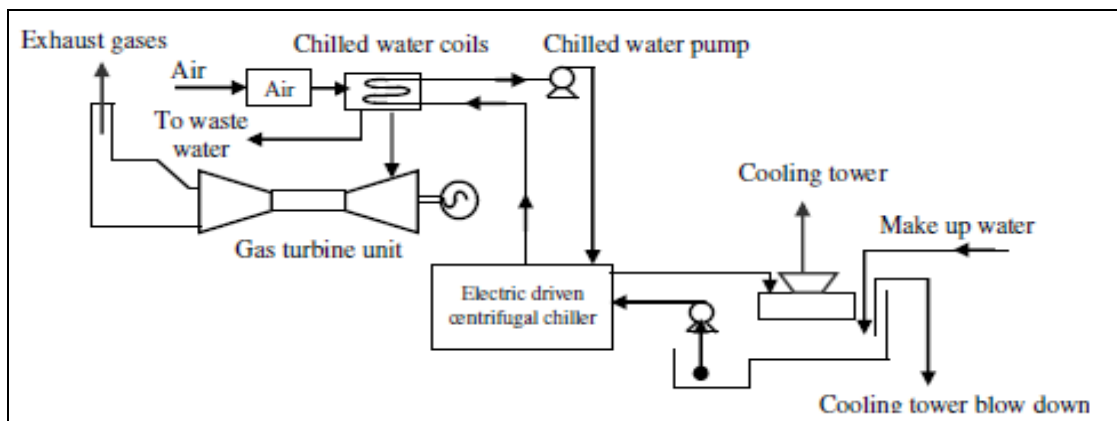 Exhaust gases
Chilled water coils
Chilled water pump
Air
Air
To waste
water
Cooling tower
Make up water
Gas turbine unit
Electric driven
centrifugal chiller
Cooling tower blow down